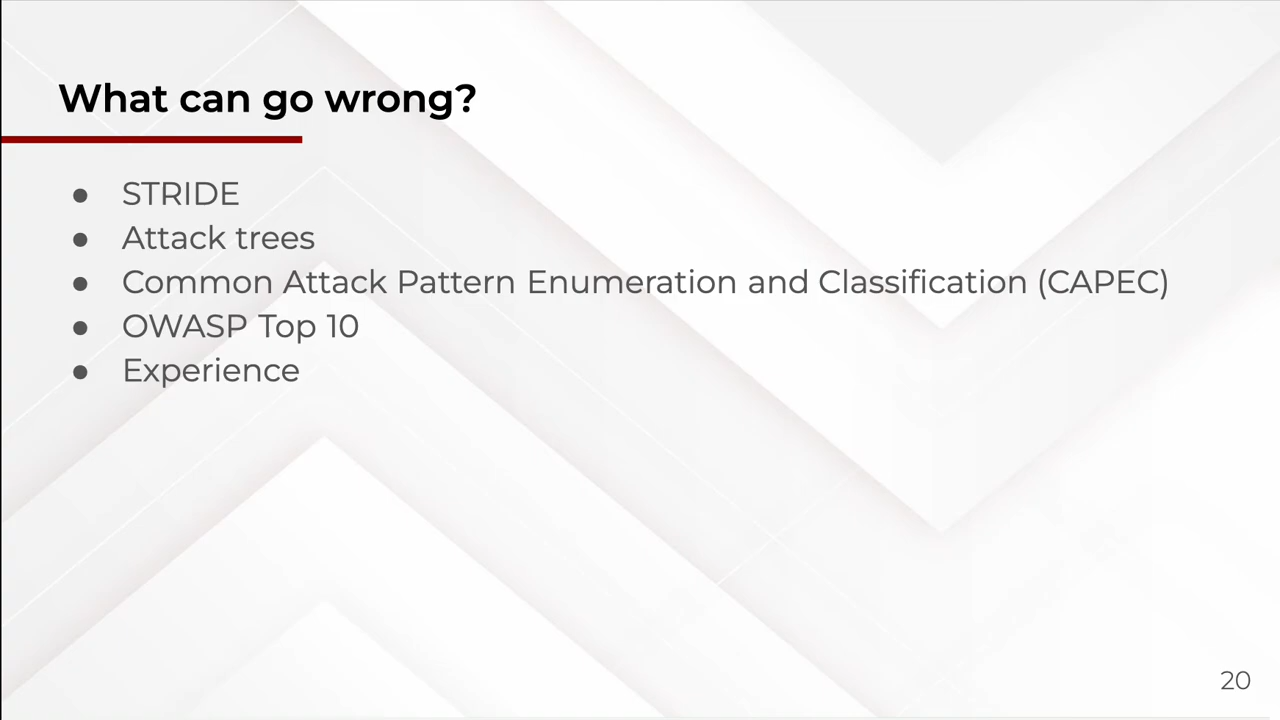 What can go wrong?
● STRIDE
● Attack trees
● Common Attack Pattern Enumeration and Classification (CAPEC)
● OWASP Top 10
● Experience
20